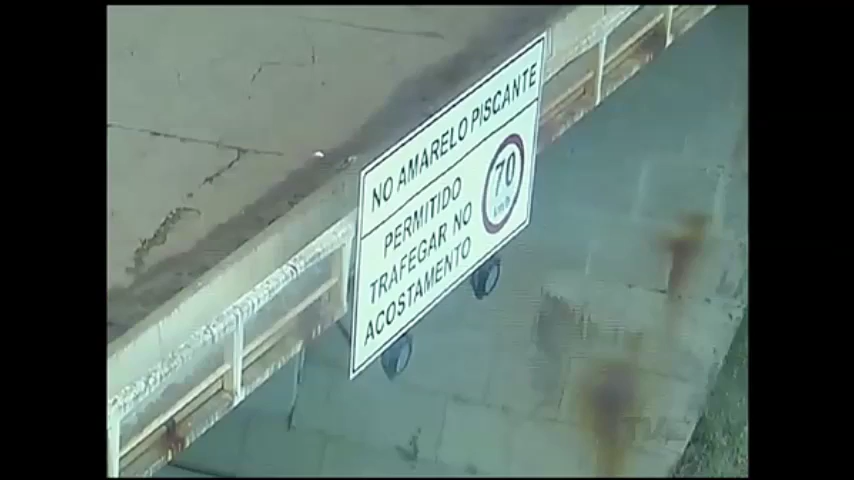 NO AMARELO PISCANTE
PERMITIDO
TRAFEGAR NO
ACOSTAMENTO
70
km/h